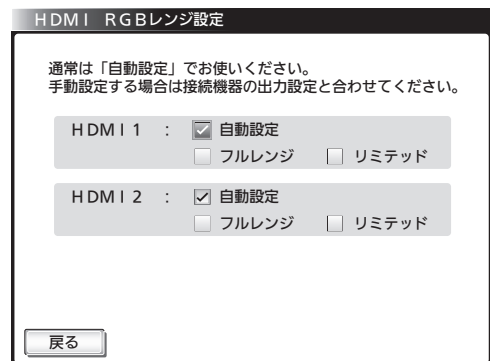 HDMI RGBレンジ設定
通常は「自動設定」でお使いください。
手動設定する場合は接続機器の出力設定と合わせてください。
HDMI1 : 自動設定
フルレンジ リミテッド
HDMI2 : 自動設定
フルレンジ リミテッド
戻る